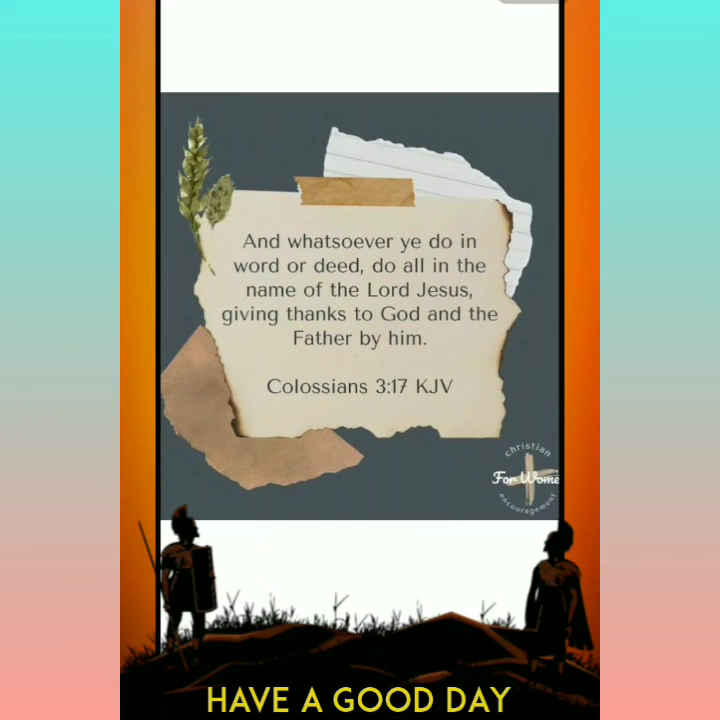 And whatsoever ye do in
word or deed, do all in the
name of the Lord Jesus,
giving thanks to God and the
Father by him.
Colossians 3:17 KJV
christian
For Wome
encouragement
HAVE A GOOD DAY